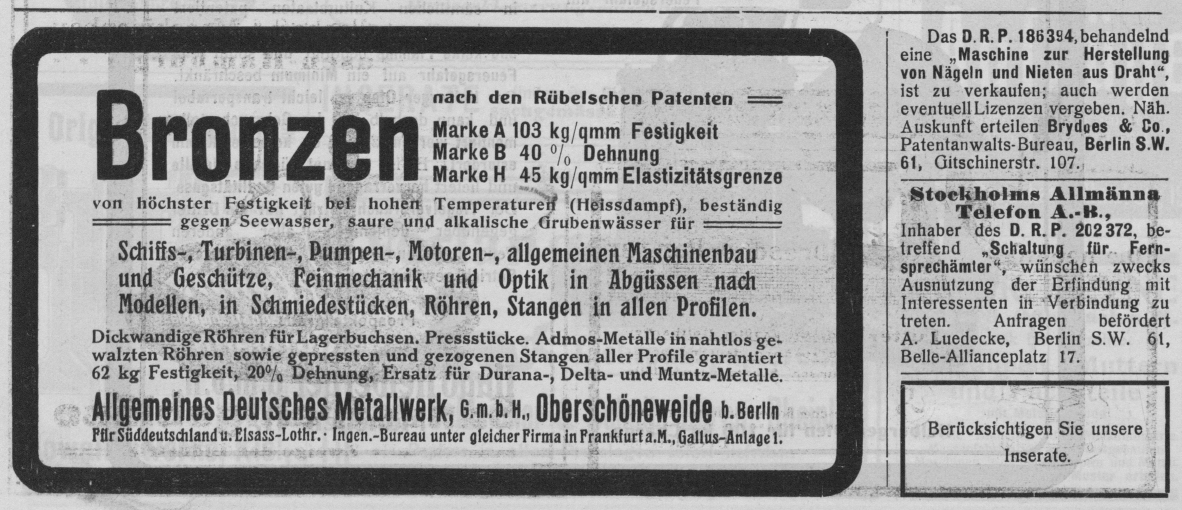 Bronzen
nach den Rübelschen Patenten
Marke A 103 kg/qmm Festigkeit
Marke B 40 % Dehnung
Marke H 45 kg/qmm Elastizitätsgrenze
von höchster Festigkeit bei hohen Temperaturen (Heissdampf), beständig
gegen Seewasser, saure und alkalische Grubenwässer für
Schiffs-, Turbinen-, Pumpen-, Motoren-, allgemeinen Maschinenbau
und Geschütze, Feinmechanik und Optik in Abgüssen nach
Modellen, in Schmiedestücken, Röhren, Stangen in allen Profilen.
Dickwandige Röhren für Lagerbuchsen. Pressstücke. Admos-Metalle in nahtlos ge-
walzten Röhren sowie gepressten und gezogenen Stangen aller Profile garantiert
62 kg Festigkeit, 20% Dehnung, Ersatz für Durana-, Delta- und Muntz-Metalle.
Allgemeines Deutsches Metallwerk, G.m.b.H., Oberschöneweide b. Berlin
Für Süddeutschland u. Elsass-Lothr. · Ingen.-Bureau unter gleicher Firma in Frankfurt a.M., Gallus-Anlage 1.
Das D. R. P. 186394, behandelnd
eine „Maschine zur Herstellung
von Nägeln und Nieten aus Draht“,
ist zu verkaufen; auch werden
eventuell Lizenzen vergeben. Näh.
Auskunft erteilen Brydges & Co.,
Patentanwalts-Bureau, Berlin S.W.
61, Gitschinerstr. 107.
Stockholms Allmänna
Telefon A.-B.,
Inhaber des D. R. P. 202372, be-
treffend „Schaltung für Fern-
sprechämter“, wünschen zwecks
Ausnutzung der Erfindung mit
Interessenten in Verbindung zu
treten. Anfragen befördert
A. Luedecke, Berlin S.W. 61,
Belle-Allianceplatz 17.
Berücksichtigen Sie unsere
Inserate.